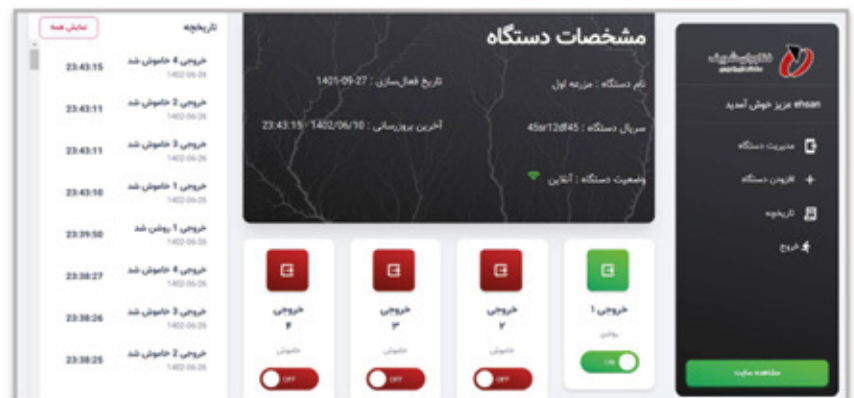 ehsan عزیز خوش آمدید
مدیریت دستگاه
افزودن دستگاه
تاریخچه
خروج
مشاهده سایت
مشخصات دستگاه
نام دستگاه : مزرعه اول
تاریخ فعال‌سازی : 27-09-1401
سریال دستگاه : 45sr12df45
آخرین بروزرسانی : 1402/06/10 - 23:43:15
وضعیت دستگاه : آنلاین
خروجی ۱
روشن
ON
خروجی
۲
خاموش
OFF
خروجی
۳
خاموش
OFF
خروجی
۴
خاموش
OFF
تاریخچه
نمایش همه
خروجی 4 خاموش شد 23:43:15
1402-06-26
خروجی 2 خاموش شد 23:43:11
1402-06-26
خروجی 3 خاموش شد 23:43:11
1402-06-26
خروجی 1 خاموش شد 23:43:10
1402-06-26
خروجی 1 روشن شد 23:39:50
1402-06-26
خروجی 4 خاموش شد 23:38:27
1402-06-26
خروجی 3 خاموش شد 23:38:26
1402-06-26
خروجی 2 خاموش شد 23:38:25
1402-06-26